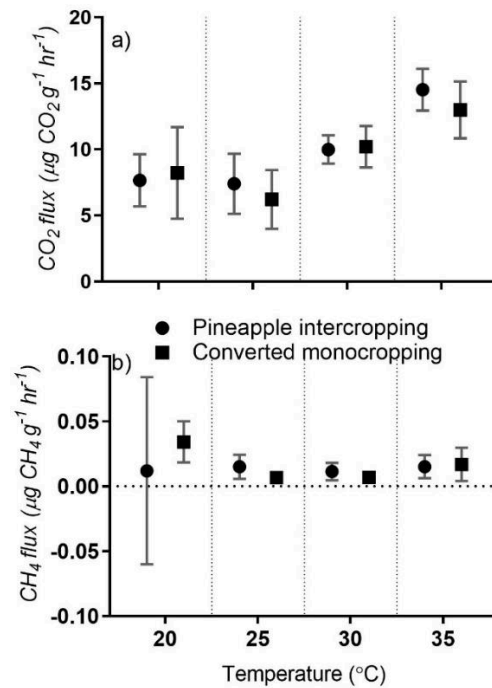 a)
20
15
10
5
0
CO₂ flux (µg CO₂ g⁻¹ hr⁻¹)
Pineapple intercropping
Converted monocropping
b)
0.10
0.05
0.00
-0.05
-0.10
CH₄ flux (µg CH₄ g⁻¹ hr⁻¹)
20 25 30 35
Temperature (°C)